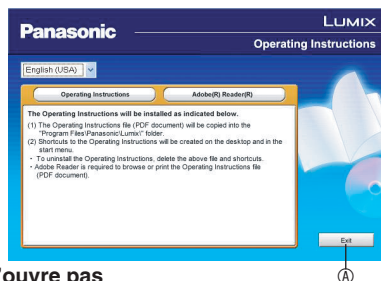 Panasonic
LUMIX
Operating Instructions
English (USA)
Operating Instructions
Adobe(R) Reader(R)
The Operating Instructions will be installed as indicated below.
(1) The Operating Instructions file (PDF document) will be copied into the
"Program Files\Panasonic\Lumix\" folder.
(2) Shortcuts to the Operating Instructions will be created on the desktop and in the
start menu.
・ To uninstall the Operating Instructions, delete the above file and shortcuts.
・ Adobe Reader is required to browse or print the Operating Instructions file
(PDF document).
Exit
'ouvre pas
Ⓐ